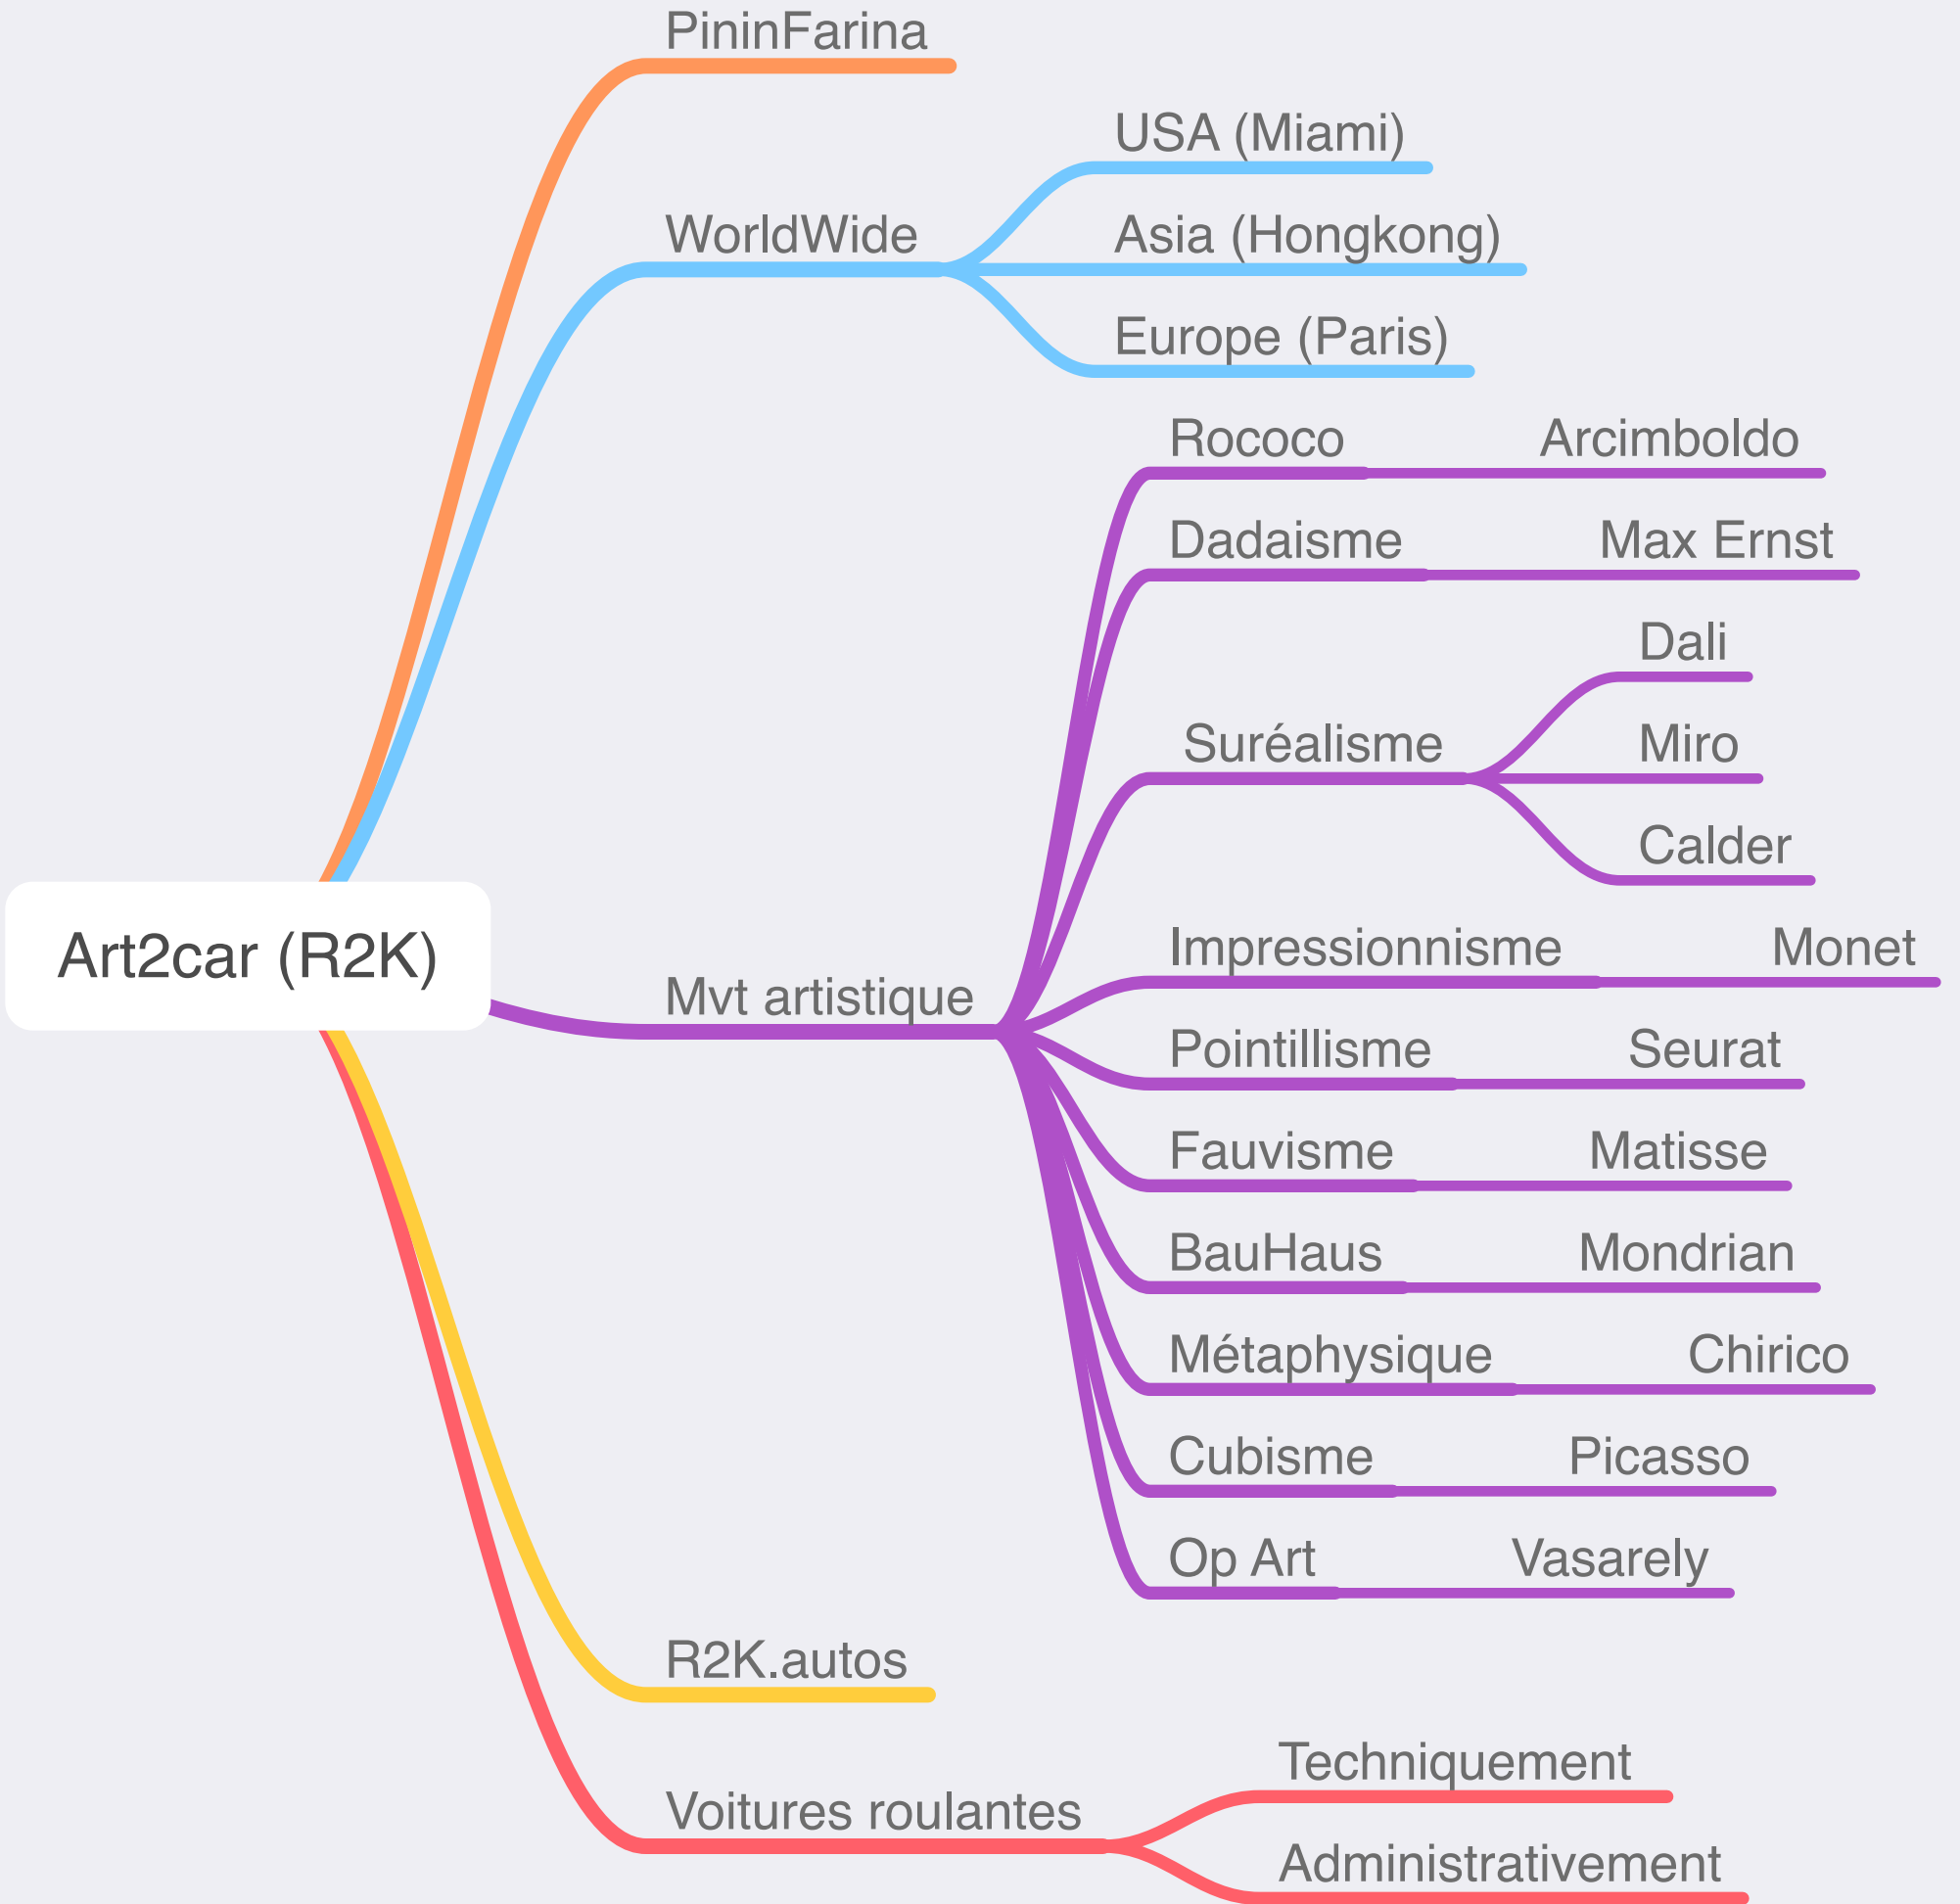 PininFarina
USA (Miami)
WorldWide
Asia (Hongkong)
Europe (Paris)
Rococo Arcimboldo
Dadaisme Max Ernst
Dali
Suréalisme
Miro
Calder
Art2car (R2K)
Mvt artistique
Impressionnisme Monet
Pointillisme Seurat
Fauvisme Matisse
BauHaus Mondrian
Métaphysique Chirico
Cubisme Picasso
Op Art Vasarely
R2K.autos
Voitures roulantes
Techniquement
Administrativement